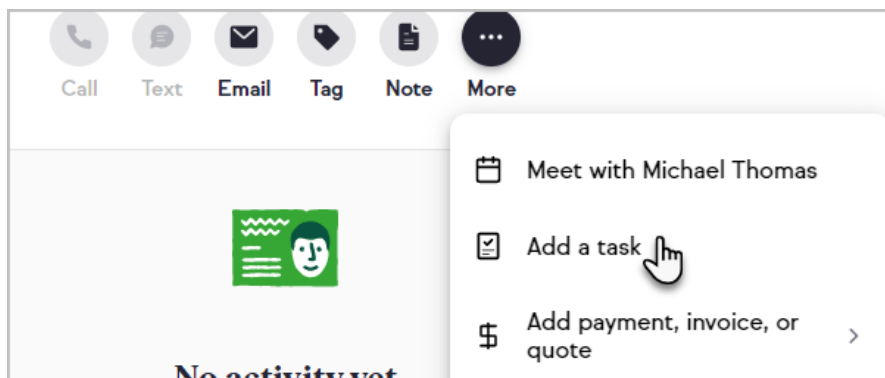 Call Text Email Tag Note More
Meet with Michael Thomas
Add a task
Add payment, invoice, or
quote
No activity yet